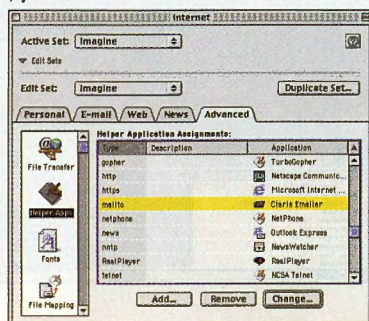 Internet
Active Set: Imagine
Edit Sets
Edit Set: Imagine Duplicate Set...
Personal E-mail Web News Advanced
File Transfer
Helper Apps
Fonts
File Mapping
Helper Application Assignments:
Type Description Application
gopher TurboGopher
http Netscape Communic...
https Microsoft Internet ...
mailto Claris Emailer
netphone NetPhone
news Outlook Express
nntp NewsWatcher
RealPlayer RealPlayer
telnet NCSA Telnet
Add... Remove Change...